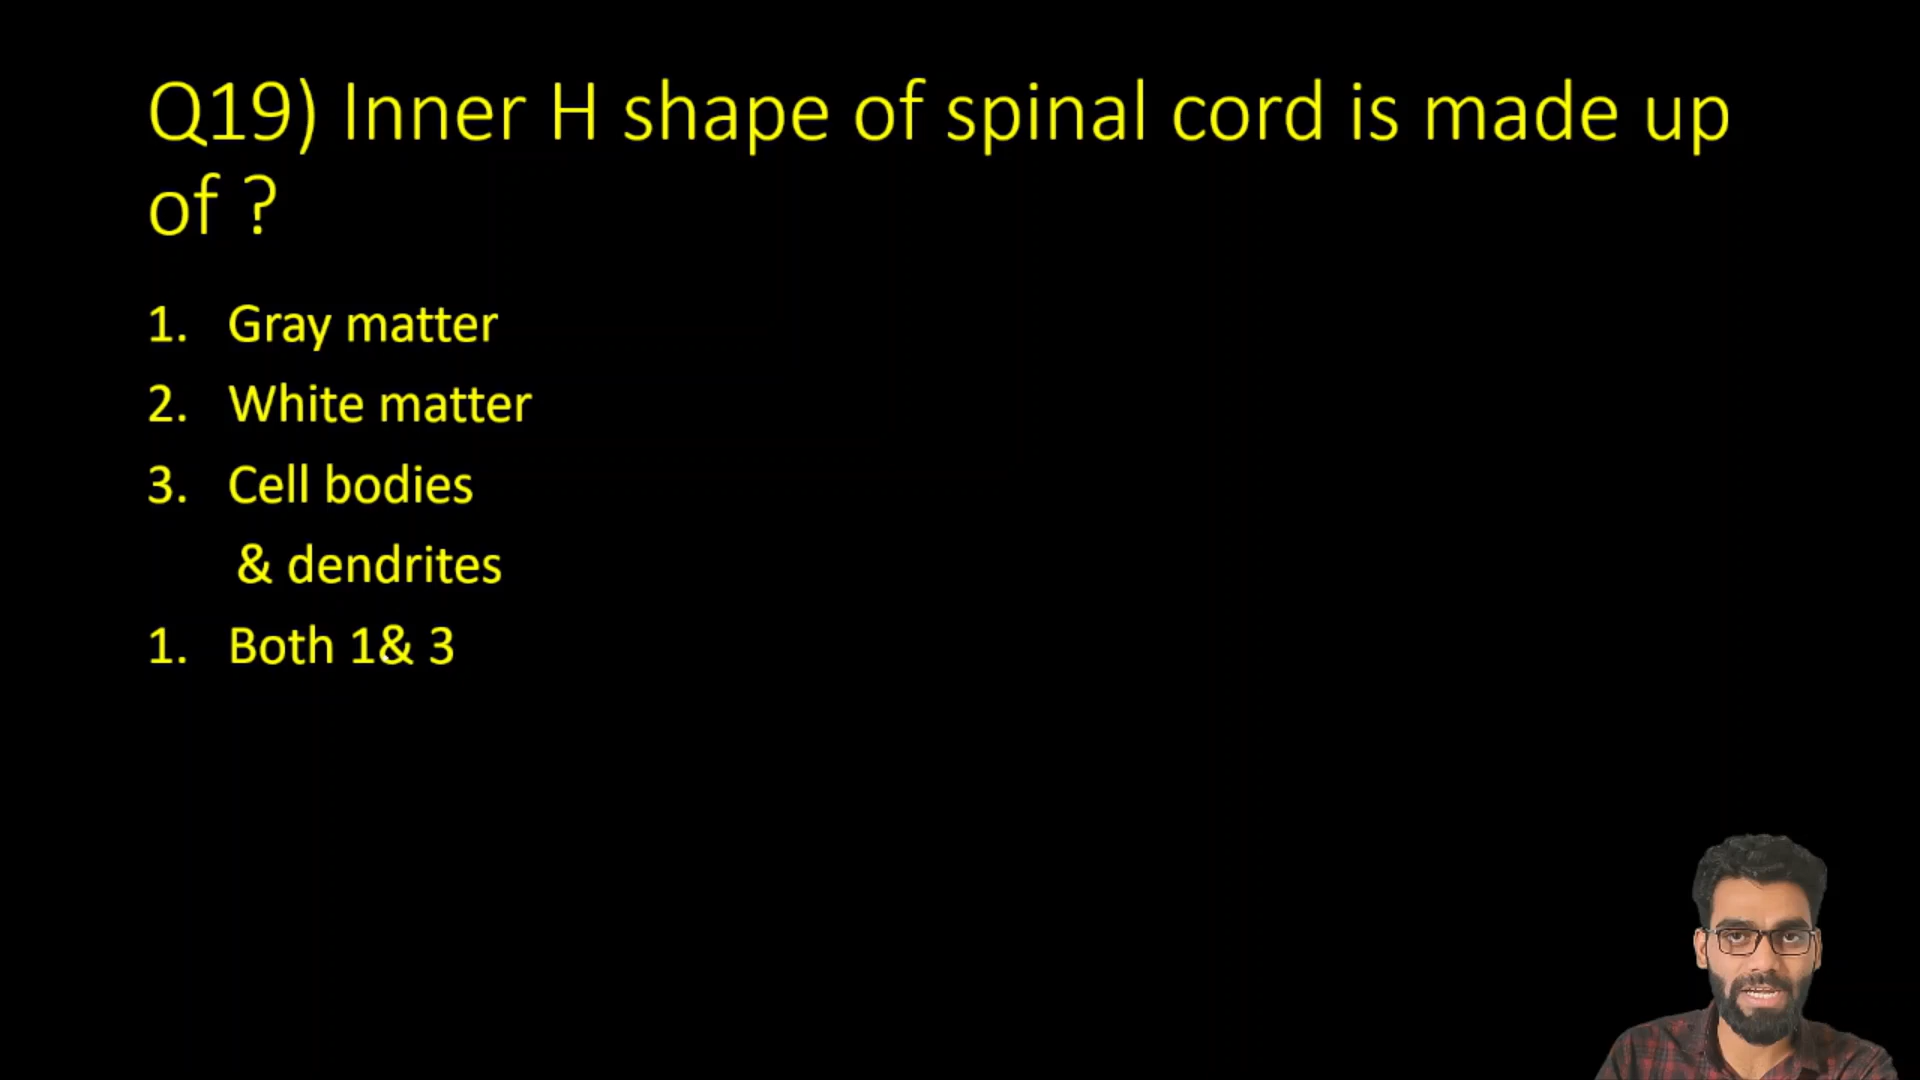 Q19) Inner H shape of spinal cord is made up
of ?
1. Gray matter
2. White matter
3. Cell bodies
& dendrites
1. Both 1& 3